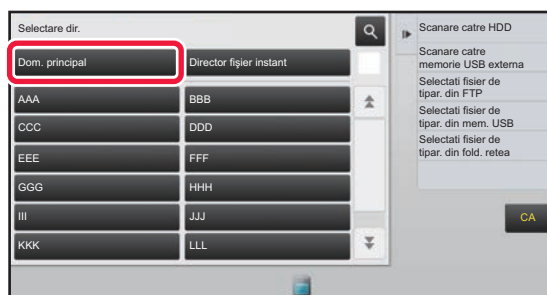 Selectare dir.
Dom. principal
Director fișier instant
AAA
BBB
CCC
DDD
EEE
FFF
GGG
HHH
III
JJJ
KKK
LLL
Scanare catre HDD
Scanare catre
memorie USB externa
Selectati fisier de
tipar. din FTP
Selectati fisier de
tipar. din mem. USB
Selectati fisier de
tipar. din fold. retea
CA